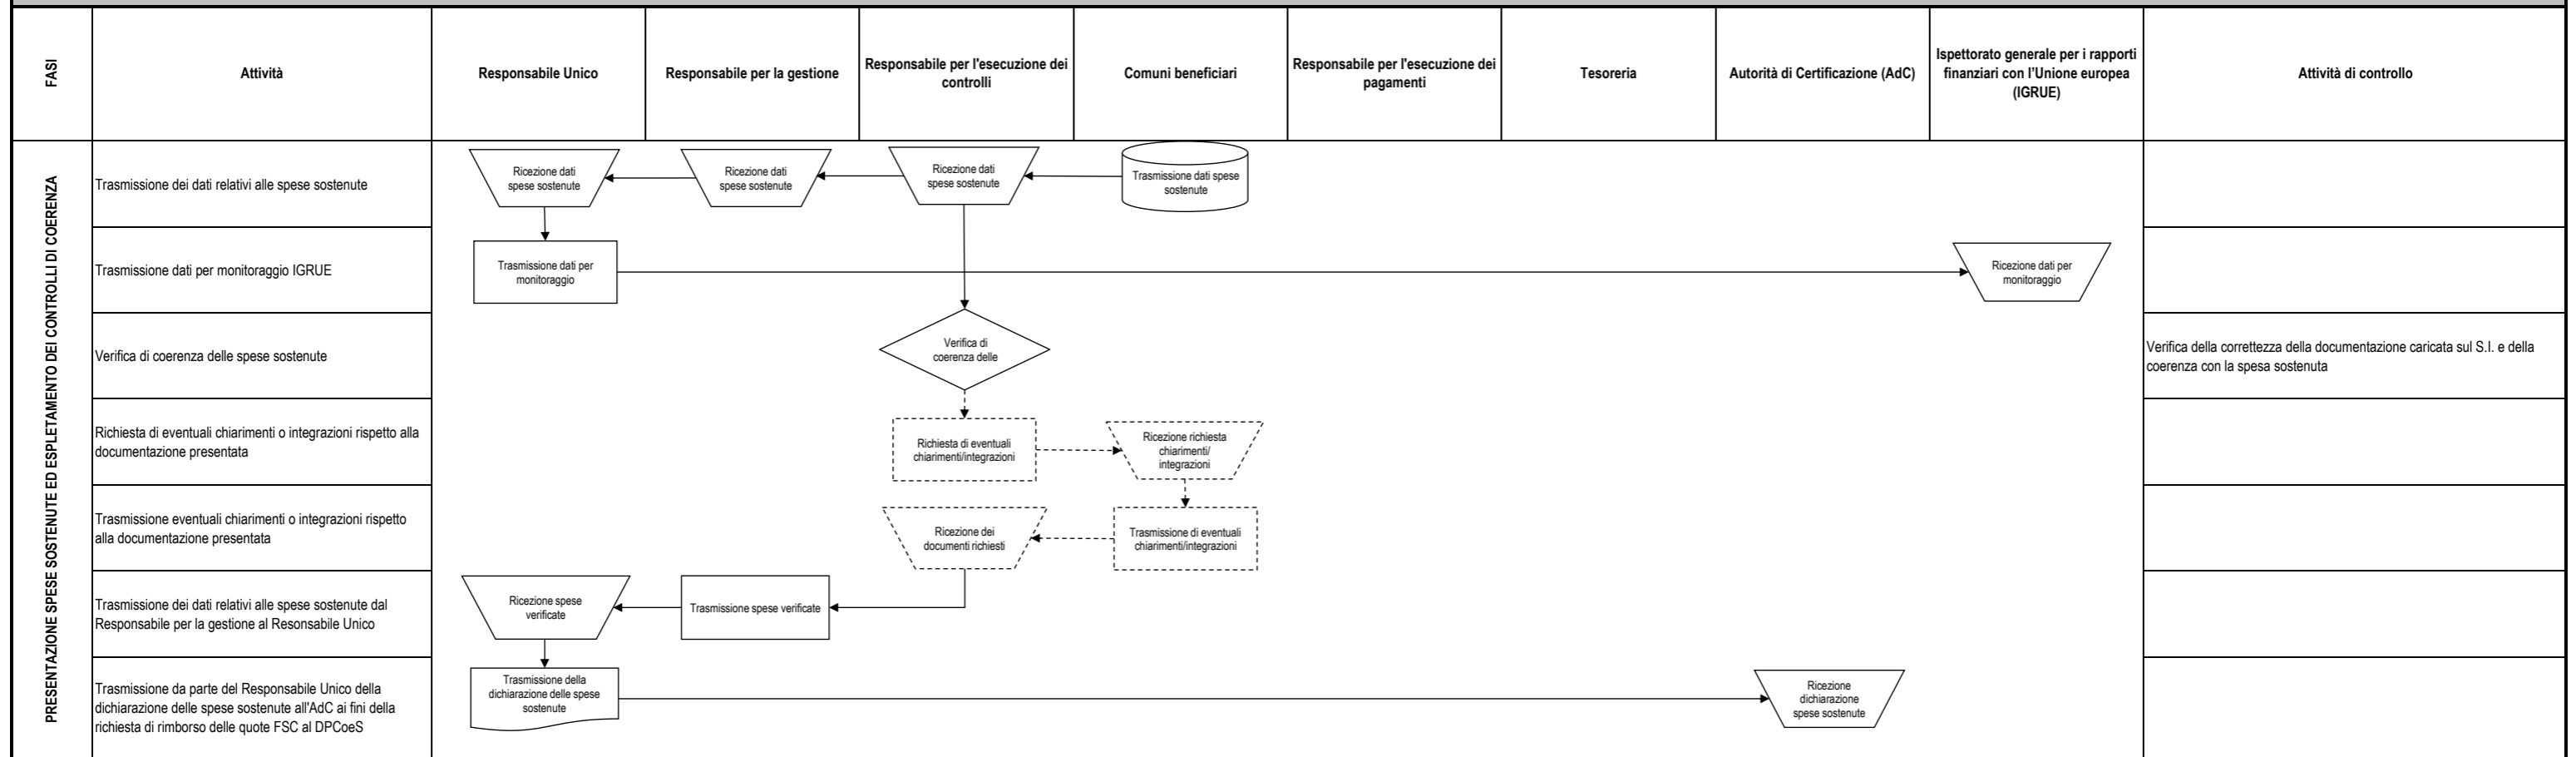 FASI
Attività
Responsabile Unico
Responsabile per la gestione
Responsabile per l'esecuzione dei
controlli
Comuni beneficiari
Responsabile per l'esecuzione dei
pagamenti
Tesoreria
Autorità di Certificazione (AdC)
Ispettorato generale per i rapporti
finanziari con l'Unione europea
(IGRUE)
Attività di controllo
PRESENTAZIONE SPESE SOSTENUTE ED ESPLETAMENTO DEI CONTROLLI DI COERENZA
Trasmissione dei dati relativi alle spese sostenute
Ricezione dati
spese sostenute
Ricezione dati
spese sostenute
Ricezione dati
spese sostenute
Trasmissione dati spese
sostenute
Trasmissione dati per monitoraggio IGRUE
Trasmissione dati per
monitoraggio
Ricezione dati per
monitoraggio
Verifica di coerenza delle spese sostenute
Verifica di
coerenza delle
Verifica della correttezza della documentazione caricata sul S.I. e della
coerenza con la spesa sostenuta
Richiesta di eventuali chiarimenti o integrazioni rispetto alla
documentazione presentata
Richiesta di eventuali
chiarimenti/integrazioni
Ricezione richiesta
chiarimenti/
integrazioni
Trasmissione eventuali chiarimenti o integrazioni rispetto
alla documentazione presentata
Ricezione dei
documenti richiesti
Trasmissione di eventuali
chiarimenti/integrazioni
Trasmissione dei dati relativi alle spese sostenute dal
Responsabile per la gestione al Resonsabile Unico
Ricezione spese
verificate
Trasmissione spese verificate
Trasmissione da parte del Responsabile Unico della
dichiarazione delle spese sostenute all'AdC ai fini della
richiesta di rimborso delle quote FSC al DPCoeS
Trasmissione della
dichiarazione delle spese
sostenute
Ricezione
dichiarazione
spese sostenute